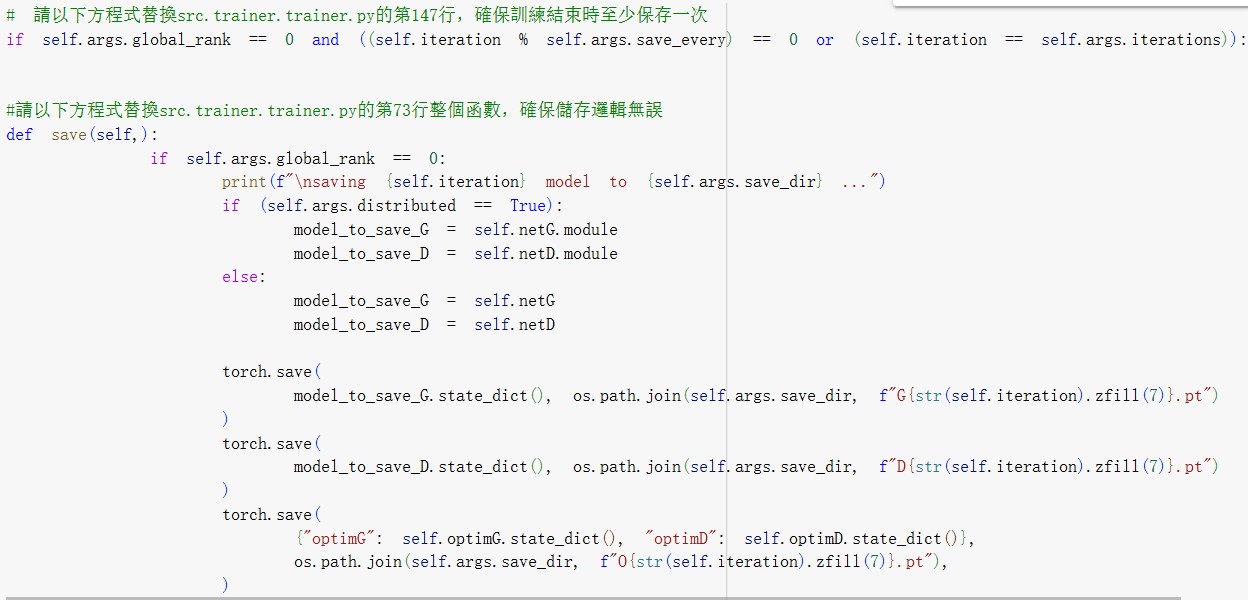 #  請以下方程式替換src.trainer.trainer.py的第147行，確保訓練結束時至少保存一次
if self.args.global_rank == 0 and ((self.iteration % self.args.save_every) == 0 or (self.iteration == self.args.iterations)):
#請以下方程式替換src.trainer.trainer.py的第73行整個函數，確保儲存邏輯無誤
def save(self,):
if self.args.global_rank == 0:
print(f"\nsaving {self.iteration} model to {self.args.save_dir} ...")
if (self.args.distributed == True):
model_to_save_G = self.netG.module
model_to_save_D = self.netD.module
else:
model_to_save_G = self.netG
model_to_save_D = self.netD
torch.save(
model_to_save_G.state_dict(), os.path.join(self.args.save_dir, f"G{str(self.iteration).zfill(7)}.pt")
)
torch.save(
model_to_save_D.state_dict(), os.path.join(self.args.save_dir, f"D{str(self.iteration).zfill(7)}.pt")
)
torch.save(
{"optimG": self.optimG.state_dict(), "optimD": self.optimD.state_dict()},
os.path.join(self.args.save_dir, f"O{str(self.iteration).zfill(7)}.pt"),
)